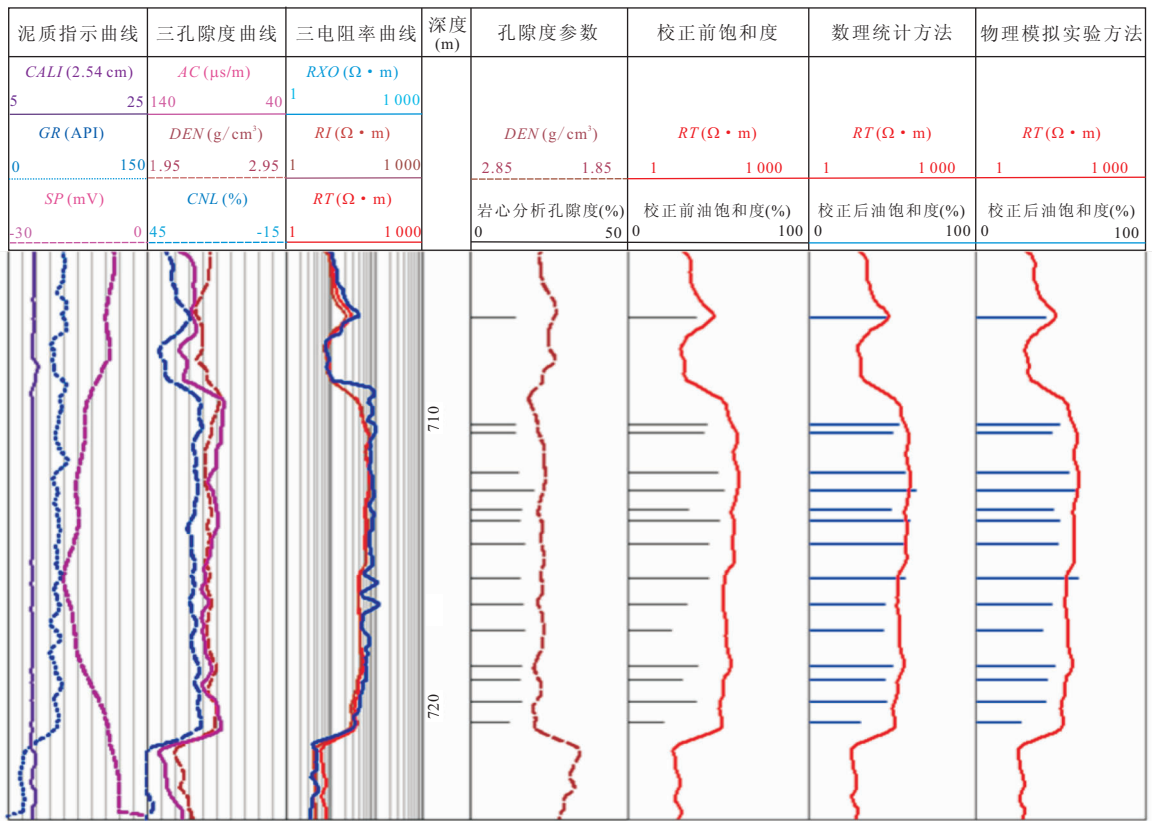 泥质指示曲线 三孔隙度曲线 三电阻率曲线 深度(m) 孔隙度参数 校正前饱和度 数理统计方法 物理模拟实验方法
CALI (2.54 cm) AC (μs/m) RXO (Ω·m)
5 25 140 40 1 1 000
GR (API) DEN (g/cm³) RI (Ω·m) DEN (g/cm³) RT (Ω·m) RT (Ω·m) RT (Ω·m)
0 150 1.95 2.95 1 1 000 2.85 1.85 1 1 000 1 1 000 1 1 000
SP (mV) CNL (%) RT (Ω·m) 岩心分析孔隙度(%) 校正前油饱和度(%) 校正后油饱和度(%) 校正后油饱和度(%)
-30 0 45 -15 1 1 000 0 50 0 100 0 100 0 100
710
720